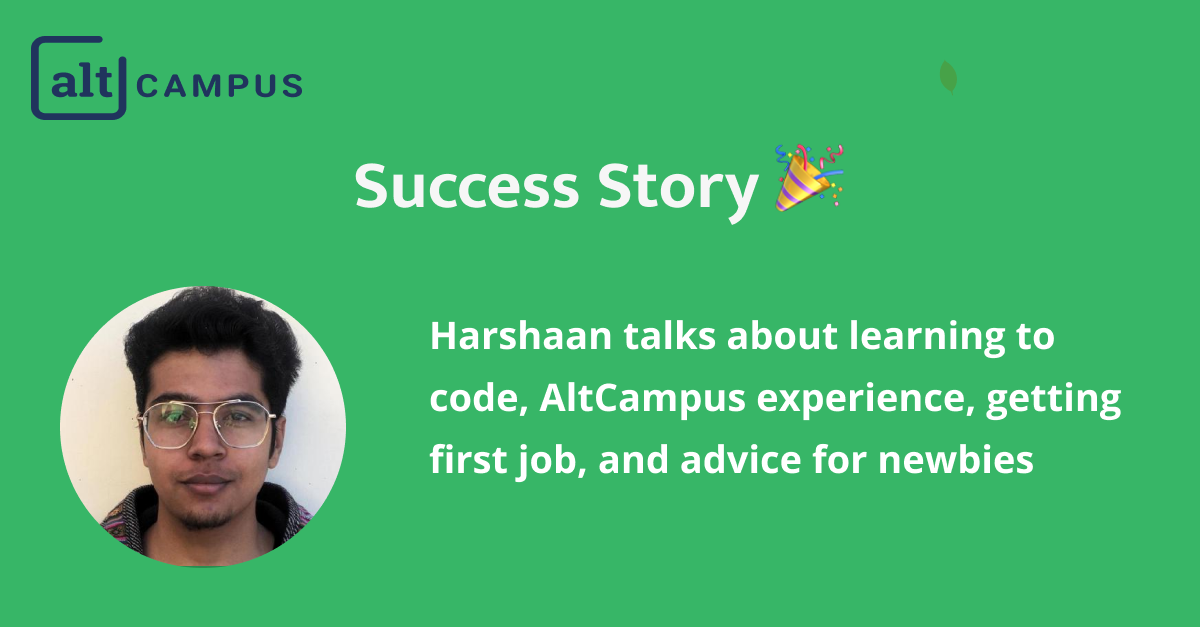 alt CAMPUS
Success Story 🎉
Harshaan talks about learning to
code, AltCampus experience, getting
first job, and advice for newbies